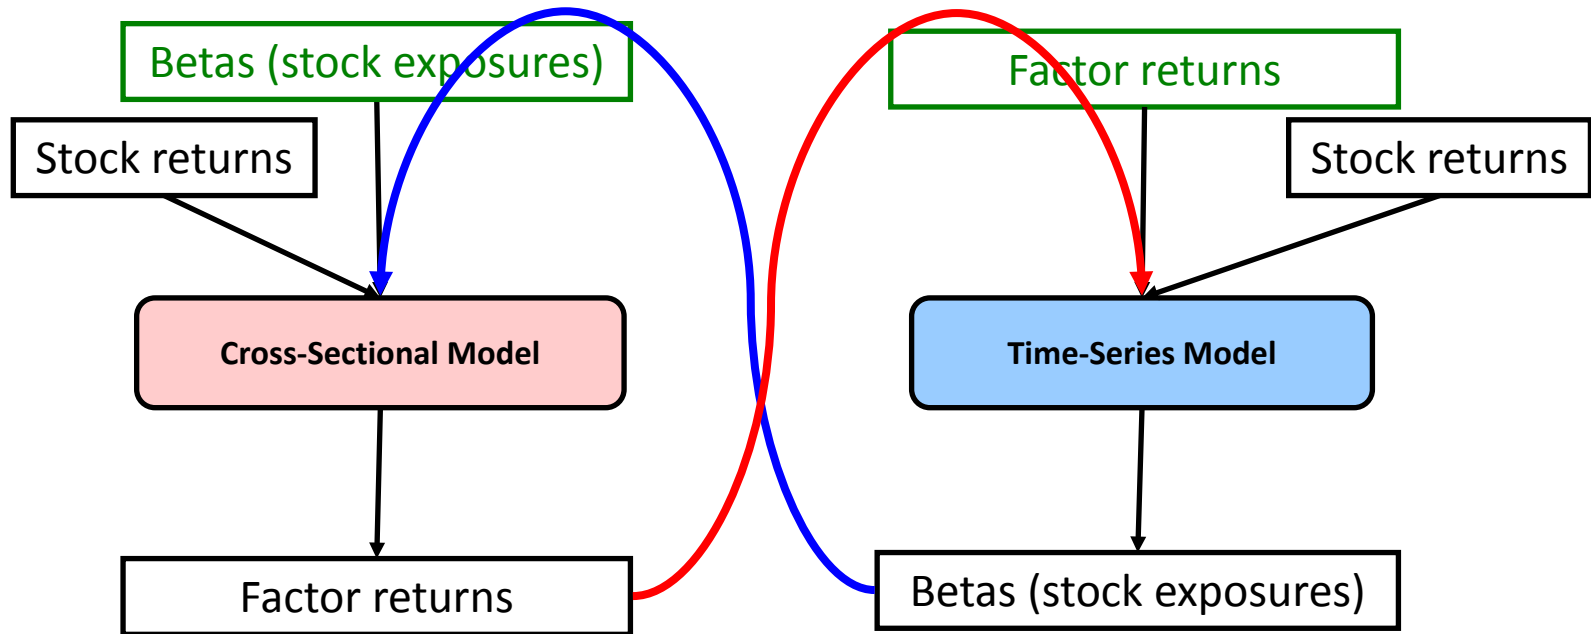 Betas (stock exposures)
Stock returns
Cross-Sectional Model
Factor returns
Factor returns
Stock returns
Time-Series Model
Betas (stock exposures)